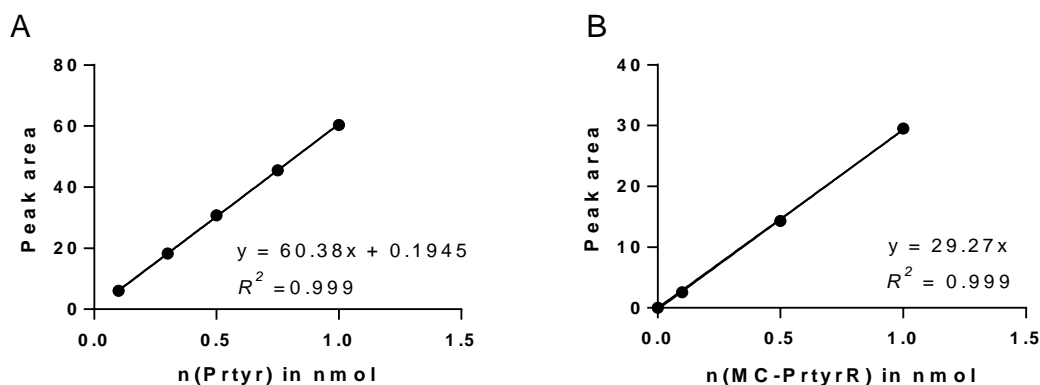 A
80
60
40
20
0
Peak area
0.0 0.5 1.0 1.5
n(Prtyr) in nmol
y = 60.38x + 0.1945
R² = 0.999
B
40
30
20
10
0
Peak area
0.0 0.5 1.0 1.5
n(MC-PrtyrR) in nmol
y = 29.27x
R² = 0.999